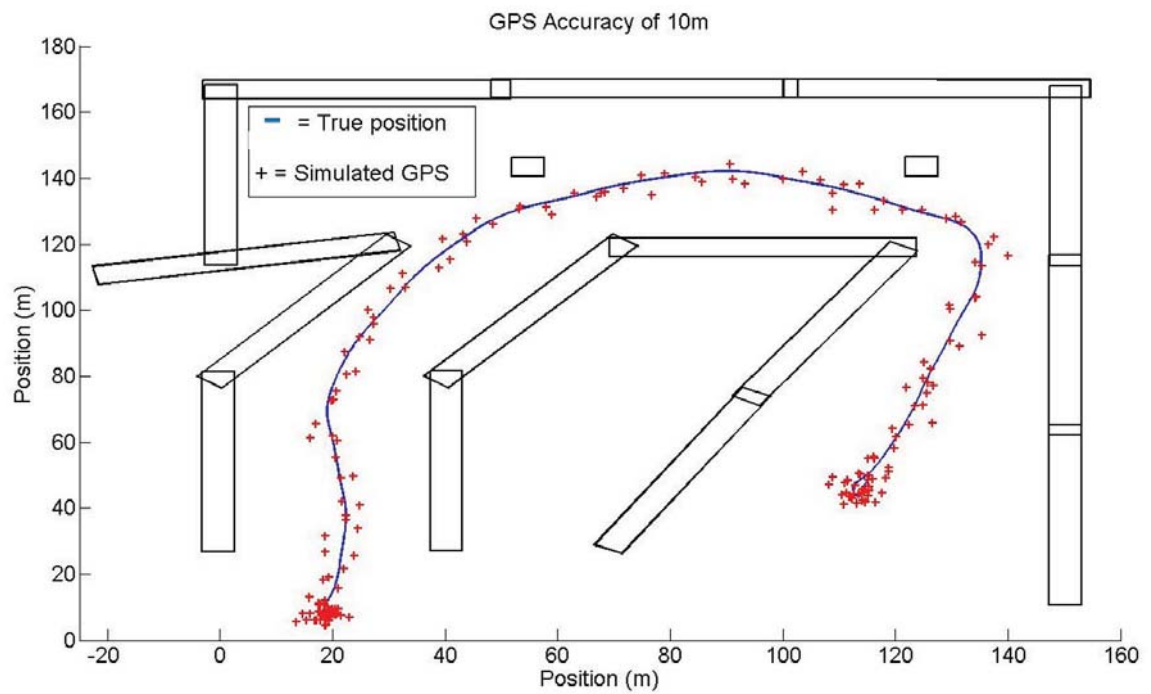 GPS Accuracy of 10m
180
160
140
120
100
80
60
40
20
0
Position (m)
= True position
+ = Simulated GPS
-20 0 20 40 60 80 100 120 140 160
Position (m)